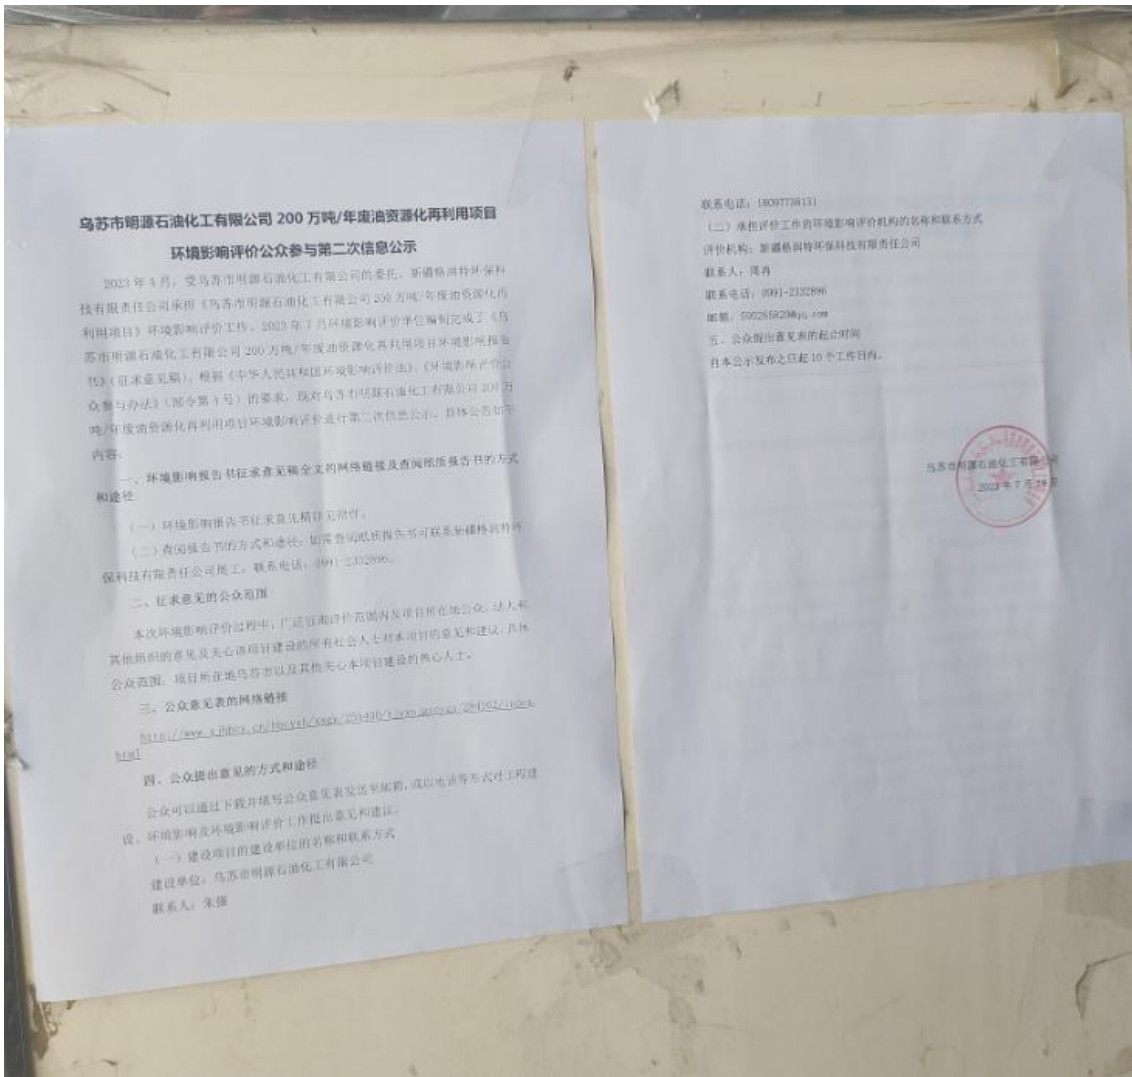 乌苏市明源石油化工有限公司 200 万吨/年废油资源化再利用项目
环境影响评价公众参与第二次信息公示
2023 年 4 月，受乌苏市明源石油化工有限公司的委托，新疆格润特环保科
技有限责任公司承担《乌苏市明源石油化工有限公司 200 万吨/年废油资源化再
利用项目》环境影响评价工作。2023 年 7 月环境影响评价单位编制完成了《乌
苏市明源石油化工有限公司 200 万吨/年废油资源化再利用项目环境影响报告
书》（征求意见稿），根据《中华人民共和国环境影响评价法》、《环境影响评价公
众参与办法》（部令第 4 号）的要求，现对乌苏市明源石油化工有限公司 200 万
吨/年废油资源化再利用项目环境影响评价进行第二次信息公示，具体公告如下
内容：
一、环境影响报告书征求意见稿全文的网络链接及查阅纸质报告书的方式
和途径
（一）环境影响报告书征求意见稿详见附件。
（二）查阅报告书的方式和途径：如需查阅纸质报告书可联系新疆格润特环
保科技有限责任公司周工，联系电话：0991-2332896。
二、征求意见的公众范围
本次环境影响评价过程中，广泛征询评价范围内及项目所在地公众、法人和
其他组织的意见及关心该项目建设的所有社会人士对本项目的意见和建议，具体
公众范围：项目所在地乌苏市以及其他关心本项目建设的热心人士。
三、公众意见表的网络链接
html
四、公众提出意见的方式和途径
公众可以通过下载并填写公众意见表发送至邮箱，或以电话等形式对工程建
设、环境影响及环境影响评价工作提出意见和建议。
（一）建设项目的建设单位的名称和联系方式
建设单位：乌苏市明源石油化工有限公司
联系人：朱强
联系电话：18097738131
（二）承担评价工作的环境影响评价机构的名称和联系方式
评价机构：新疆格润特环保科技有限责任公司
联系人：周冉
联系电话：0991-2332896
邮箱：595265820@qq.com
五、公众提出意见表的起止时间
自本公示发布之日起 10 个工作日内。
乌苏市明源石油化工有限公司
2023 年 7 月